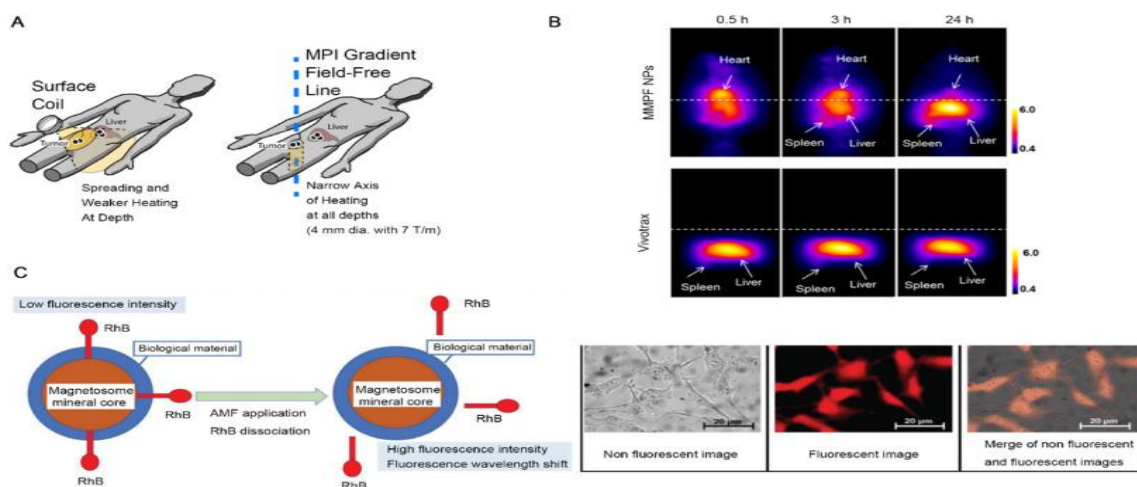 A
Surface
Coil
Liver
Tumor
Spreading and
Weaker Heating
At Depth
MPI Gradient
Field-Free
Line
Liver
Tumor
Narrow Axis
of Heating
at all depths
(4 mm dia. with 7 T/m)
B
0.5 h
3 h
24 h
MMPF NPs
Heart
Heart
Heart
Spleen
Liver
Spleen
Liver
Spleen
Liver
6.0
0.4
Vivotrax
Spleen
Liver
Spleen
Liver
Spleen
Liver
6.0
0.4
C
Low fluorescence intensity
RhB
Biological material
Magnetosome
mineral core
RhB
RhB
AMF application
RhB dissociation
RhB
Biological material
Magnetosome
mineral core
RhB
High fluorescence intensity
Fluorescence wavelength shift
RhB
20 µm
Non fluorescent image
20 µm
Fluorescent image
20 µm
Merge of non fluorescent
and fluorescent images